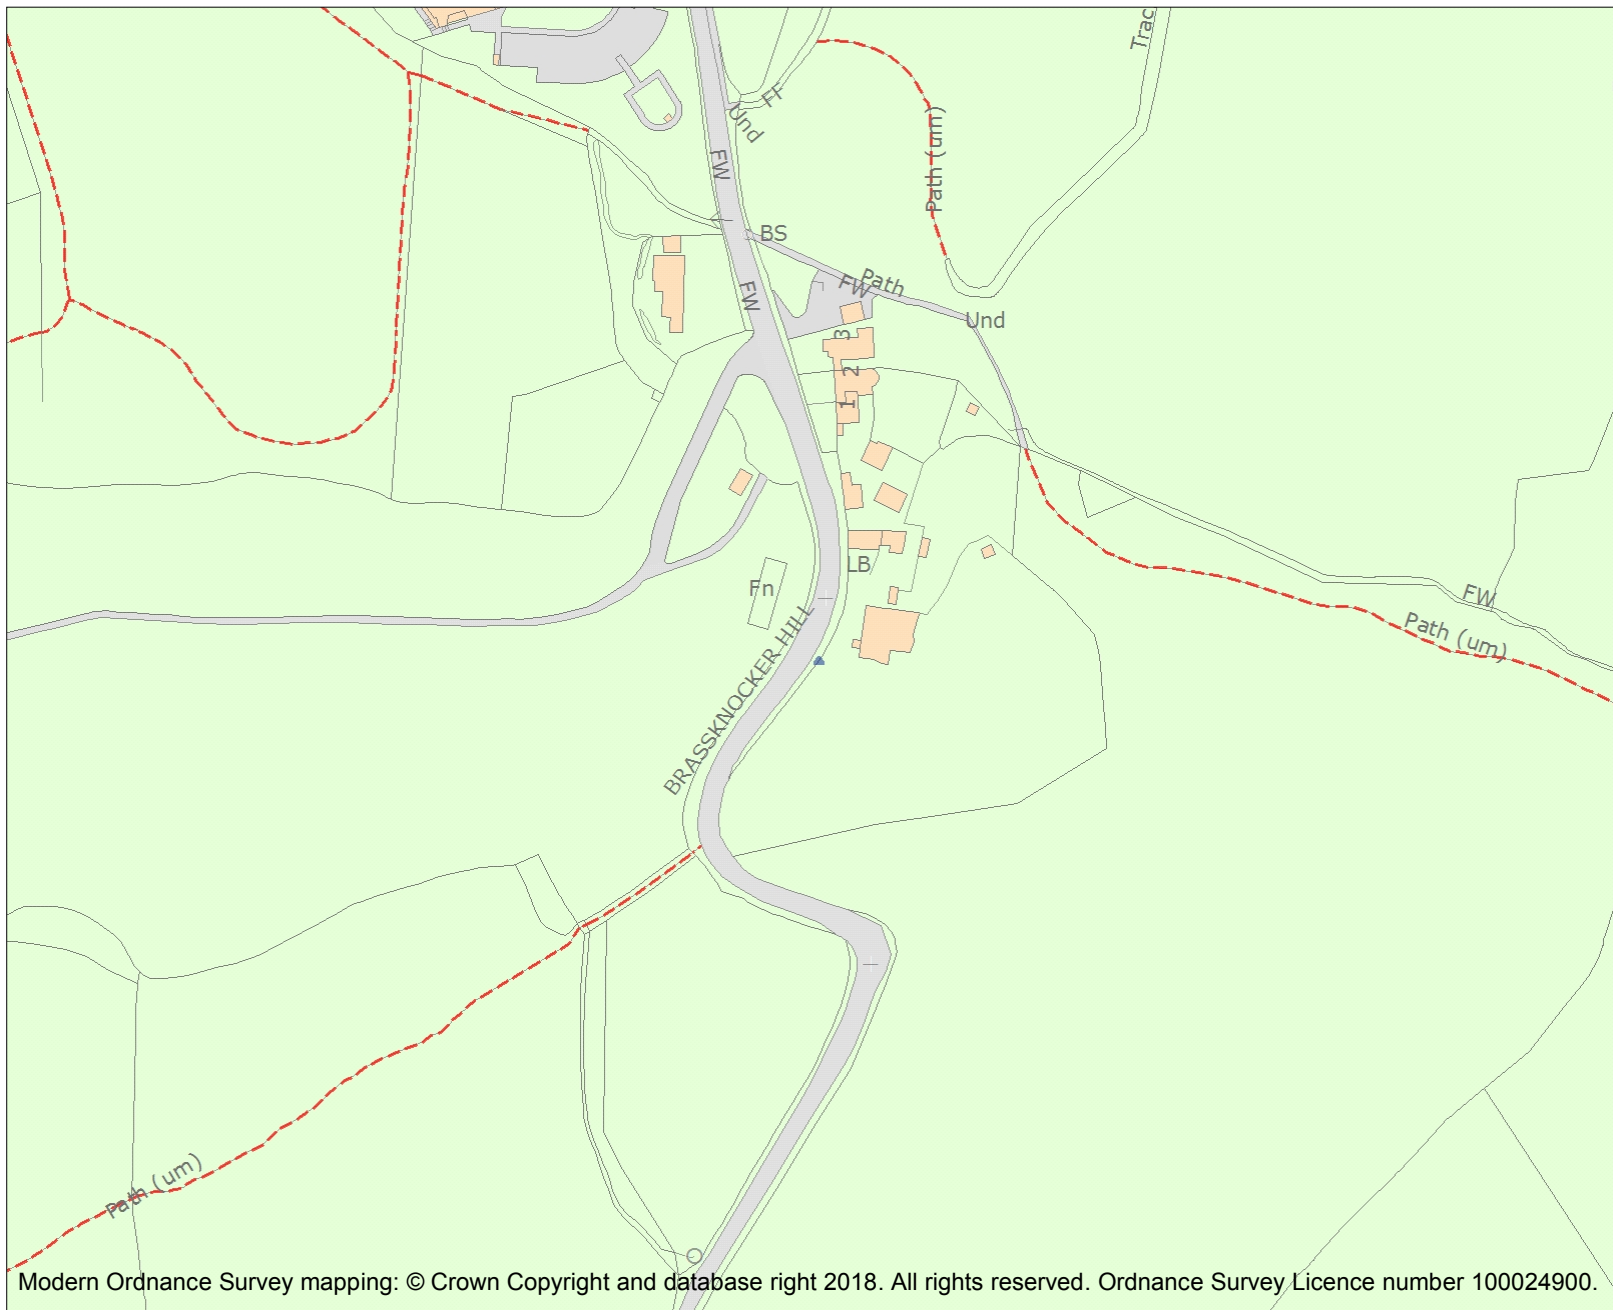 Trac
Ff
Und
Path (um)
FW
BS
FW
Path
FW
Und
3
2
1
LB
Fn
FW
Path (um)
BRASSKNOCKER HILL
Path (um)
Modern Ordnance Survey mapping: © Crown Copyright and database right 2018. All rights reserved. Ordnance Survey Licence number 100024900.